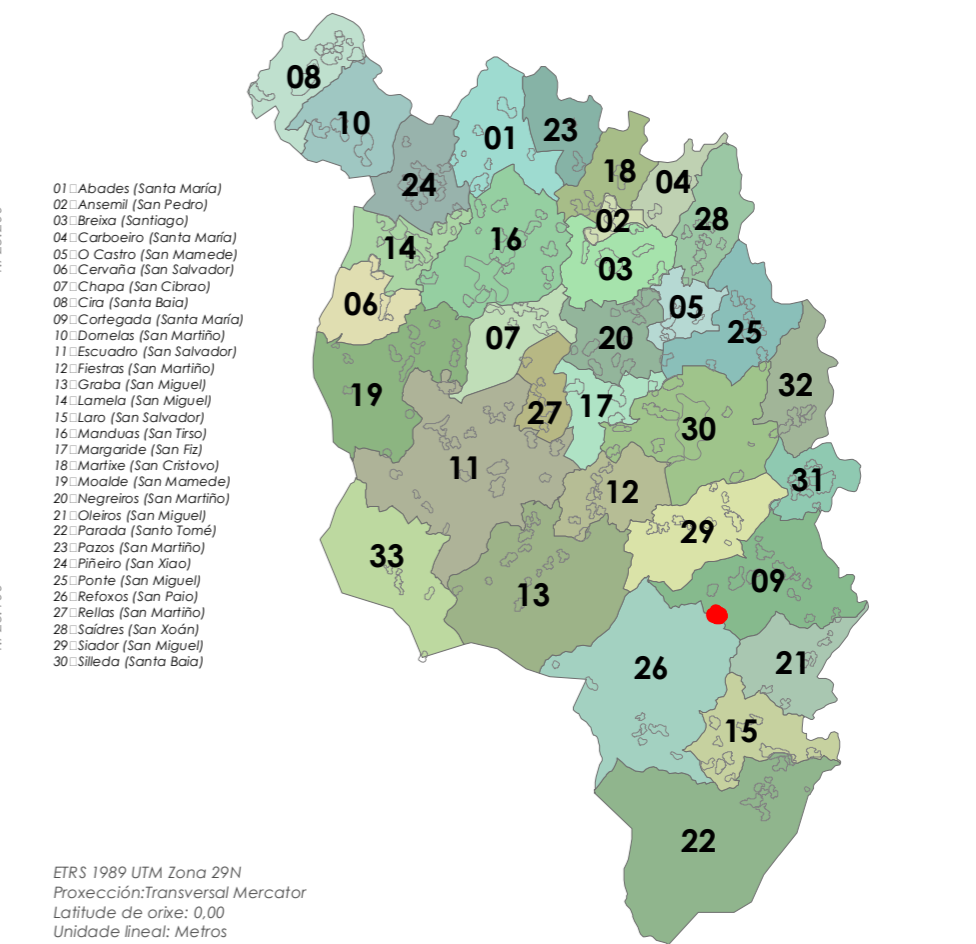 08
10
01
23
24
18
04
02
28
16
14
03
06
05
07
20
25
19
32
27
17
30
11
12
31
29
33
13
09
26
21
15
22
01 Abades (Santa María)
02 Ansemil (San Pedro)
03 Breixa (Santiago)
04 Carboeiro (Santa María)
05 O Castro (San Mamede)
06 Cervaña (San Salvador)
07 Chapa (San Cibrao)
08 Cira (Santa Baia)
09 Cortegada (Santa María)
10 Dornelas (San Martiño)
11 Escuadro (San Salvador)
12 Fiestras (San Martiño)
13 Graba (San Miguel)
14 Lamela (San Miguel)
15 Laro (San Salvador)
16 Manduas (San Tirso)
17 Margaride (San Fiz)
18 Martixe (San Cristovo)
19 Moalde (San Mamede)
20 Negreiros (San Martiño)
21 Oleiros (San Miguel)
22 Parada (Santo Tomé)
23 Pazos (San Martiño)
24 Piñeiro (San Xiao)
25 Ponte (San Miguel)
26 Refoxos (San Paio)
27 Rellas (San Martiño)
28 Saídres (San Xoán)
29 Siador (San Miguel)
30 Silleda (Santa Baia)
ETRS 1989 UTM Zona 29N
Proxección:Transversal Mercator
Latitude de orixe: 0,00
Unidade lineal: Metros